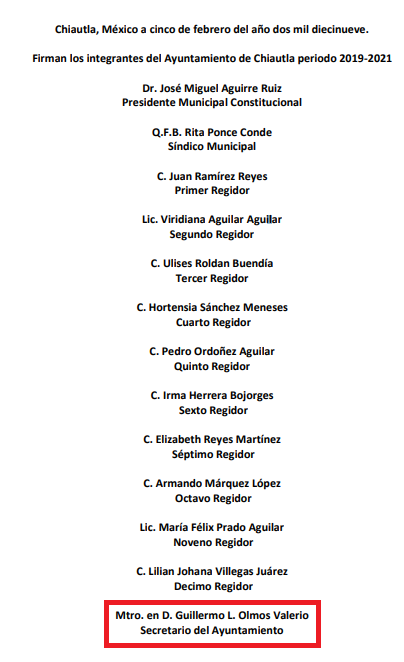 Chiautla, México a cinco de febrero del año dos mil diecinueve.
Firman los integrantes del Ayuntamiento de Chiautla periodo 2019-2021
Dr. José Miguel Aguirre Ruiz
Presidente Municipal Constitucional
Q.F.B. Rita Ponce Conde
Síndico Municipal
C. Juan Ramírez Reyes
Primer Regidor
Lic. Viridiana Aguilar Aguilar
Segundo Regidor
C. Ulises Roldan Buendía
Tercer Regidor
C. Hortensia Sánchez Meneses
Cuarto Regidor
C. Pedro Ordoñez Aguilar
Quinto Regidor
C. Irma Herrera Bojorges
Sexto Regidor
C. Elizabeth Reyes Martínez
Séptimo Regidor
C. Armando Márquez López
Octavo Regidor
Lic. María Félix Prado Aguilar
Noveno Regidor
C. Lilian Johana Villegas Juárez
Decimo Regidor
Mtro. en D. Guillermo L. Olmos Valerio
Secretario del Ayuntamiento